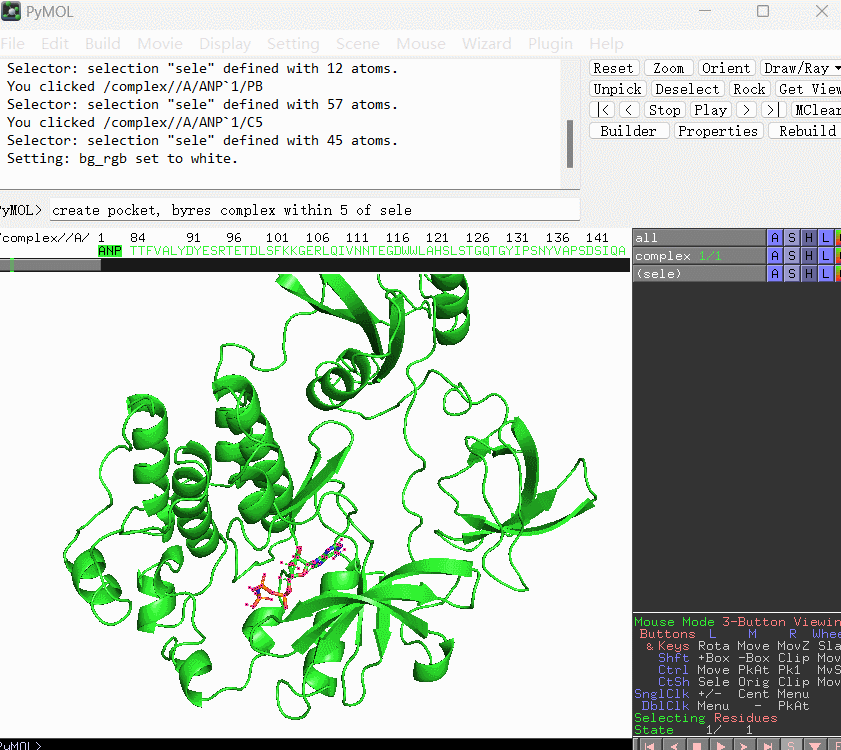 PyMOL
File Edit Build Movie Display Setting Scene Mouse Wizard Plugin Help
Selector: selection "sele" defined with 12 atoms.
You clicked /complex//A/ANP`1/PB
Selector: selection "sele" defined with 57 atoms.
You clicked /complex//A/ANP`1/C5
Selector: selection "sele" defined with 45 atoms.
Setting: bg_rgb set to white.
Reset Zoom Orient Draw/Ray
Unpick Deselect Rock Get View
|< < Stop Play > >| MClear
Builder Properties Rebuild
PyMOL> create pocket, byres complex within 5 of sele
/complex//A/ 1 84 91 96 101 106 111 116 121 126 131 136 141
ANP TTFVALYDYESRTETDLSFKKGERLQIVNNTEGDWWLAHSLSTGQTGYIPSNYVAPSDSIQA
all A S H L
complex 1/1 A S H L
(sele) A S H L
Mouse Mode 3-Button Viewin
Buttons L M R Whee
& Keys Rota Move MovZ Sla
Shft +Box -Box Clip Mov
Ctrl Move PkAt Pk1 MvS
CtSh Sele Orig Clip Mov
SnglClk +/- Cent Menu
DblClk Menu - PkAt
Selecting Residues
State 1/ 1
PyMOL>
S
F